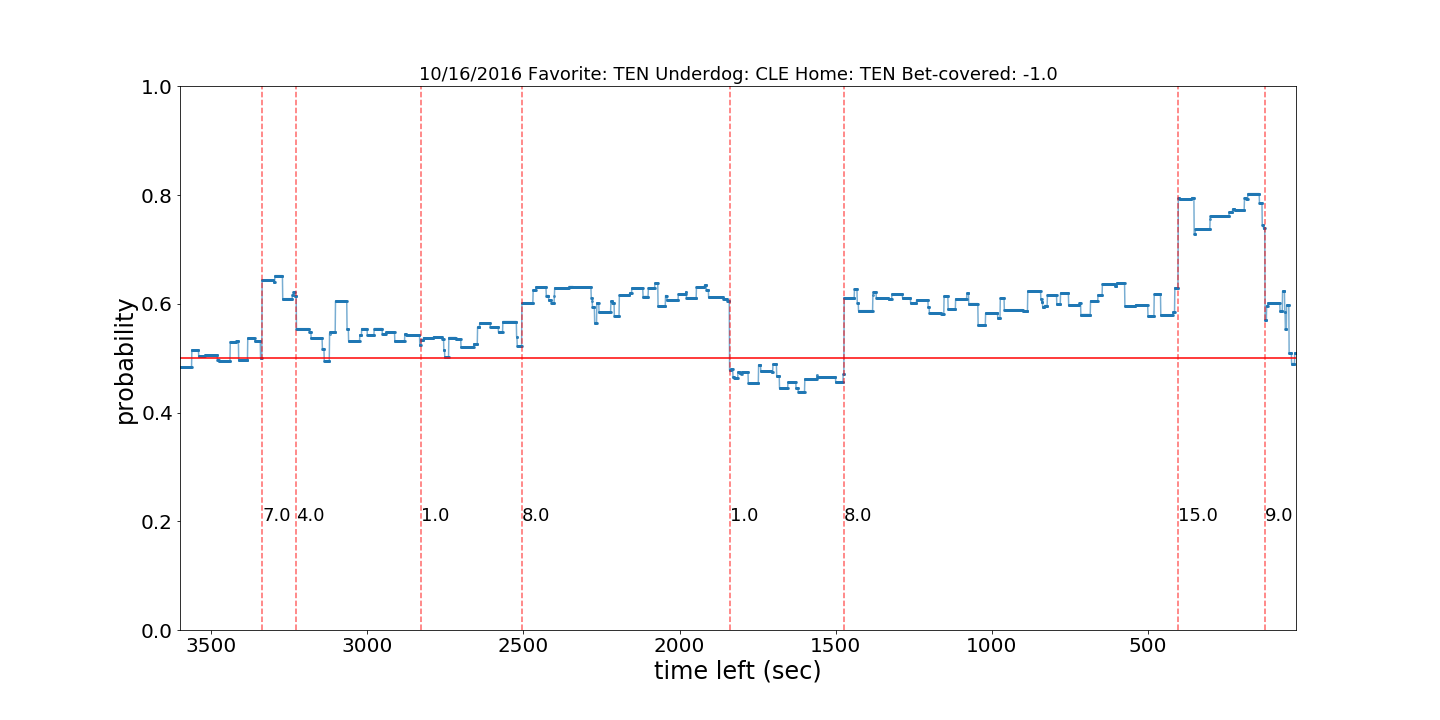 10/16/2016 Favorite: TEN Underdog: CLE Home: TEN Bet-covered: -1.0
1.0
0.8
0.6
0.4
0.2
0.0
probability
7.0 4.0 1.0 8.0 1.0 8.0 15.0 9.0
3500 3000 2500 2000 1500 1000 500
time left (sec)